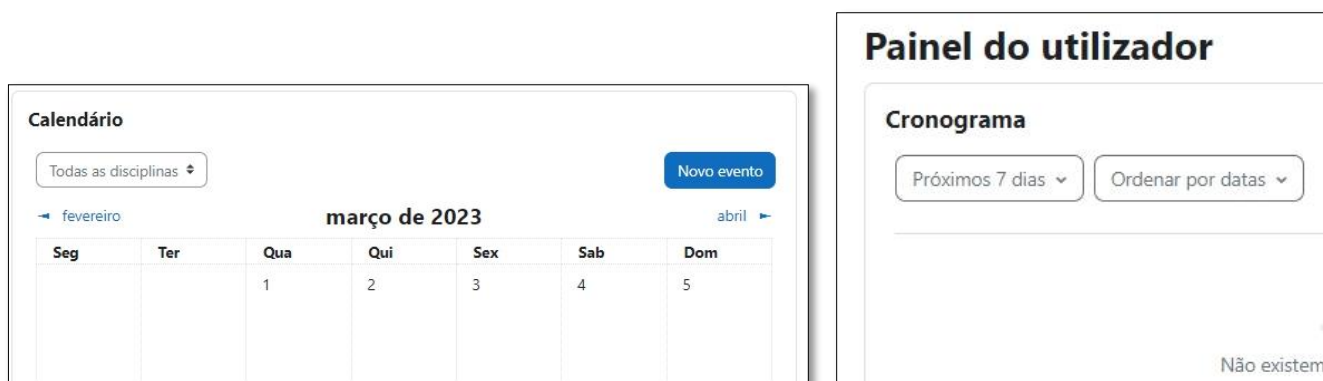 Calendário
Todas as disciplinas
Novo evento
fevereiro
março de 2023
abril
Seg Ter Qua Qui Sex Sab Dom
1 2 3 4 5
Painel do utilizador
Cronograma
Próximos 7 dias
Ordenar por datas
Não existem